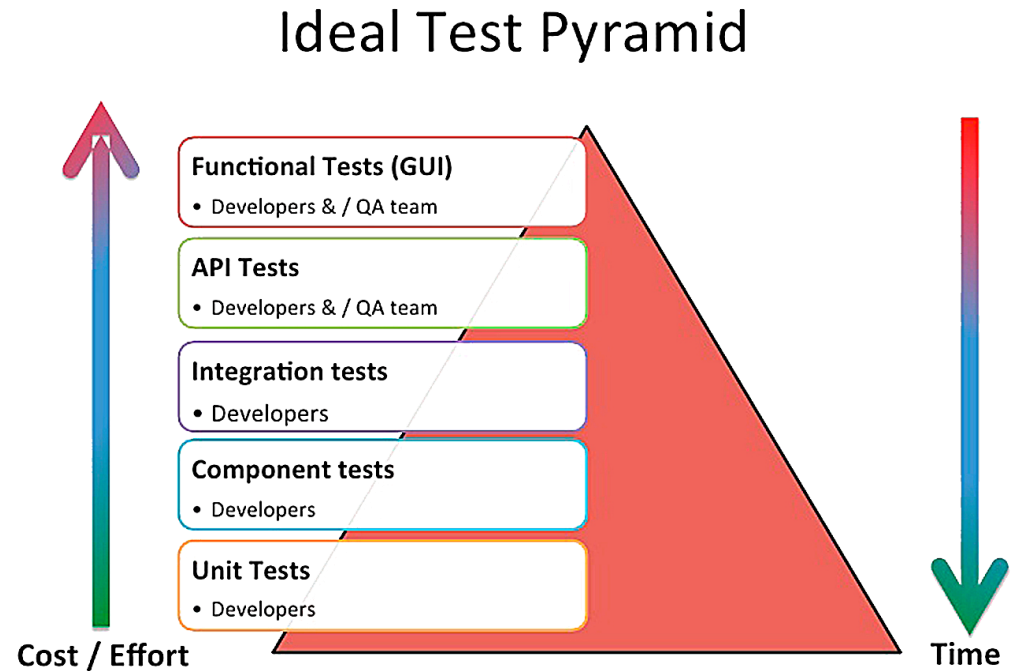 Ideal Test Pyramid
Functional Tests (GUI)
• Developers & / QA team
API Tests
• Developers & / QA team
Integration tests
• Developers
Component tests
• Developers
Unit Tests
• Developers
Cost / Effort
Time